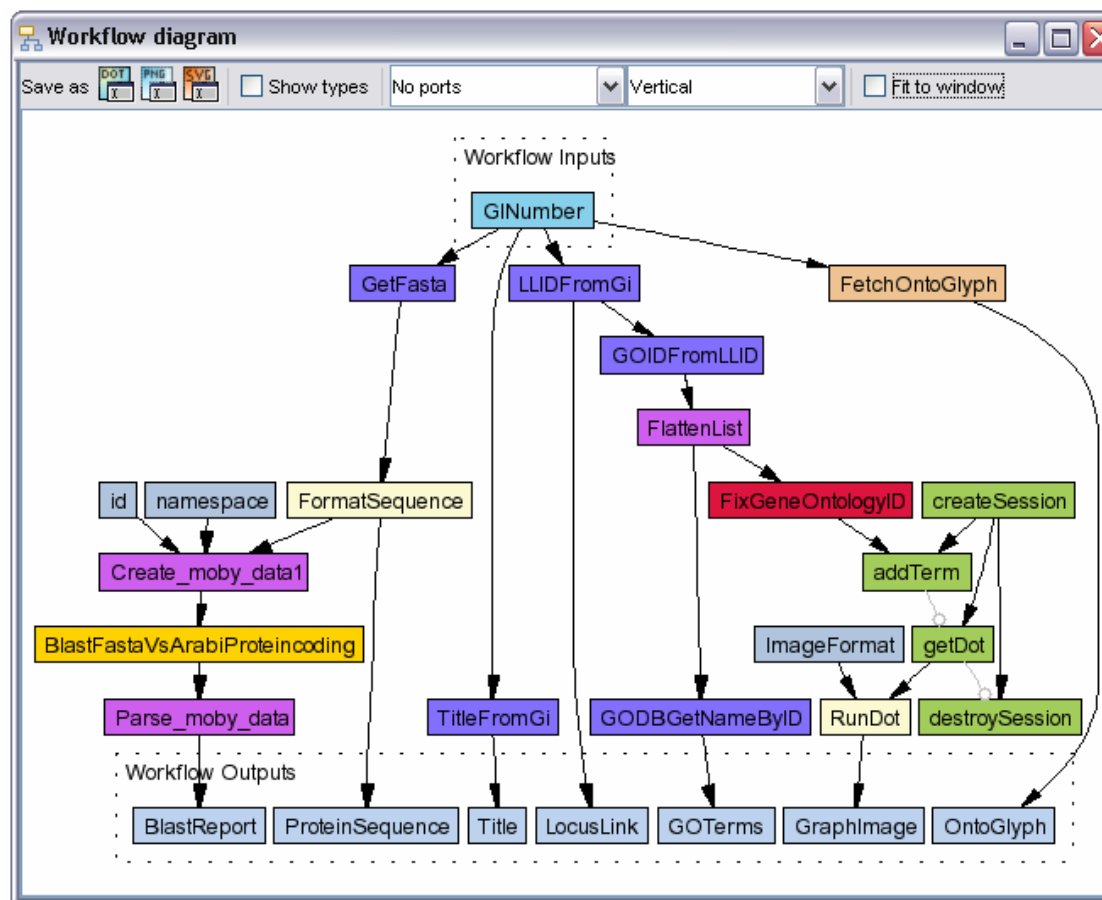 Workflow diagram
Save as DOT PNG SVG Show types No ports Vertical Fit to window
Workflow Inputs
GINumber
GetFasta LLIDFromGi FetchOntoGlyph
GOIDFromLLID
FlattenList
id namespace FormatSequence FixGeneOntologyID createSession
Create_moby_data1 addTerm
BlastFastaVsArabiProteincoding ImageFormat getDot
Parse_moby_data TitleFromGi GODBGetNameByID RunDot destroySession
Workflow Outputs
BlastReport ProteinSequence Title LocusLink GOTerms GraphImage OntoGlyph